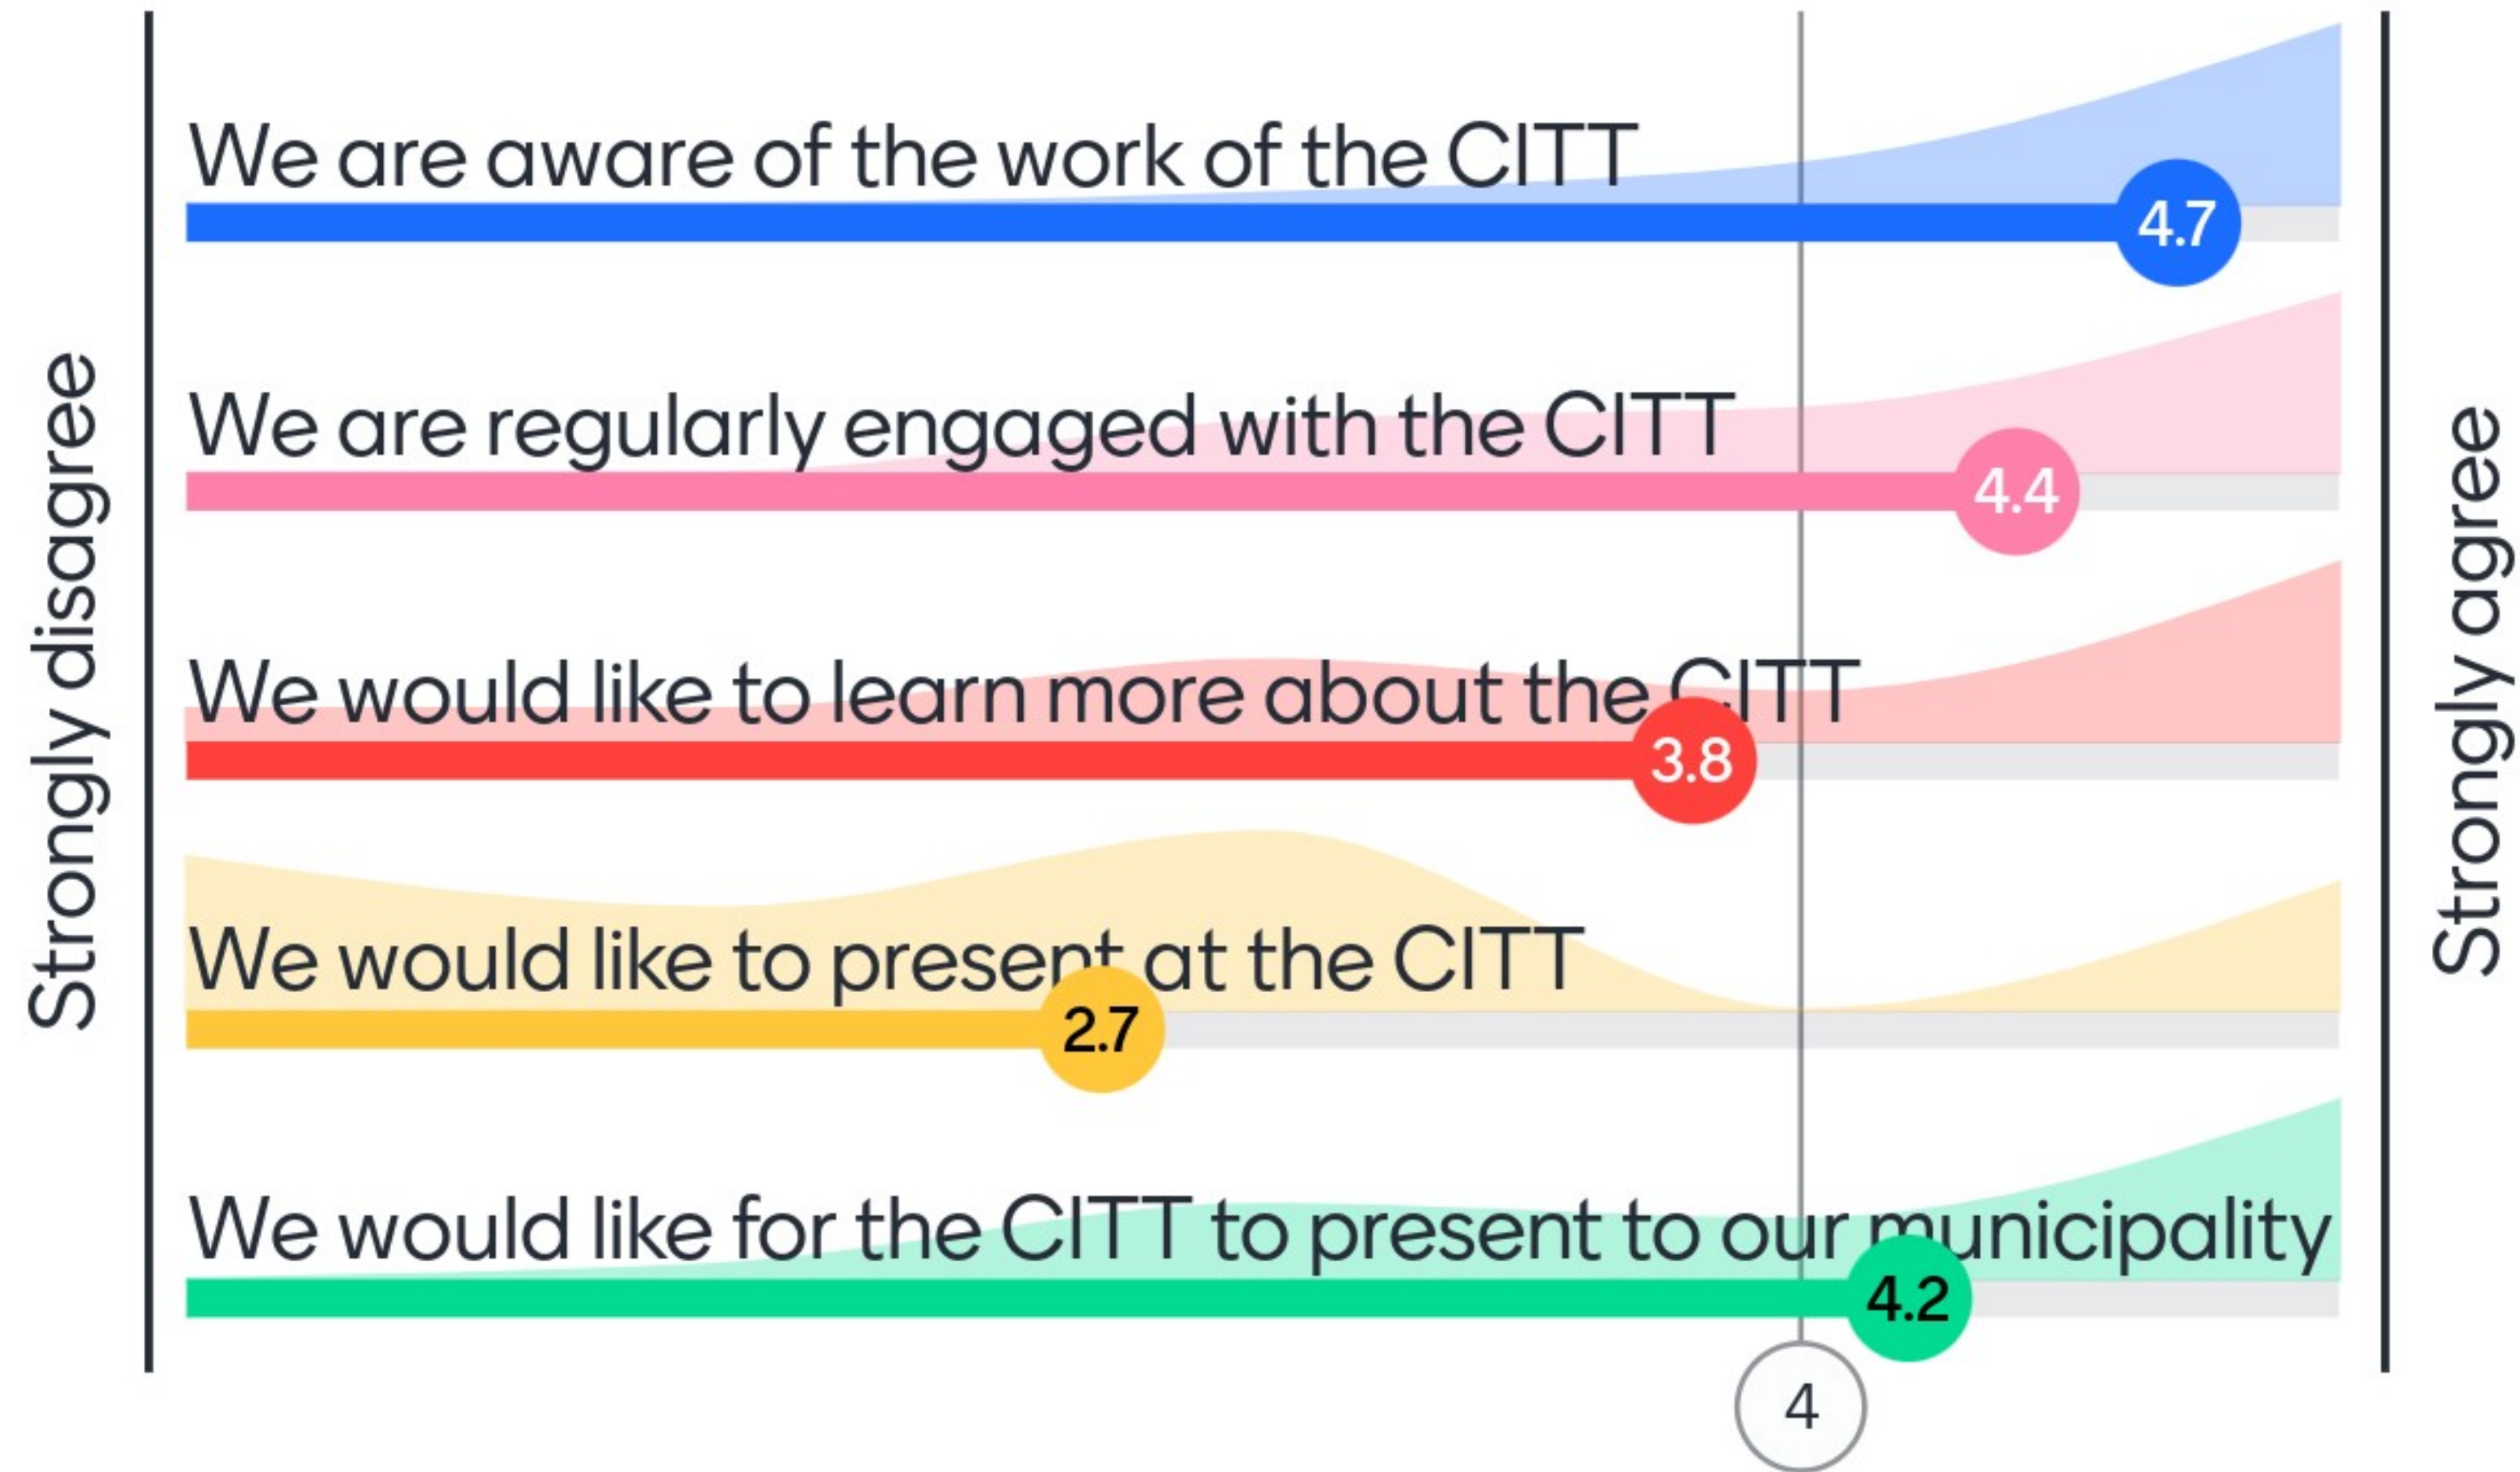 Strongly disagree
We are aware of the work of the CITT
4.7
We are regularly engaged with the CITT
4.4
We would like to learn more about the CITT
3.8
We would like to present at the CITT
2.7
We would like for the CITT to present to our municipality
4.2
4
Strongly agree